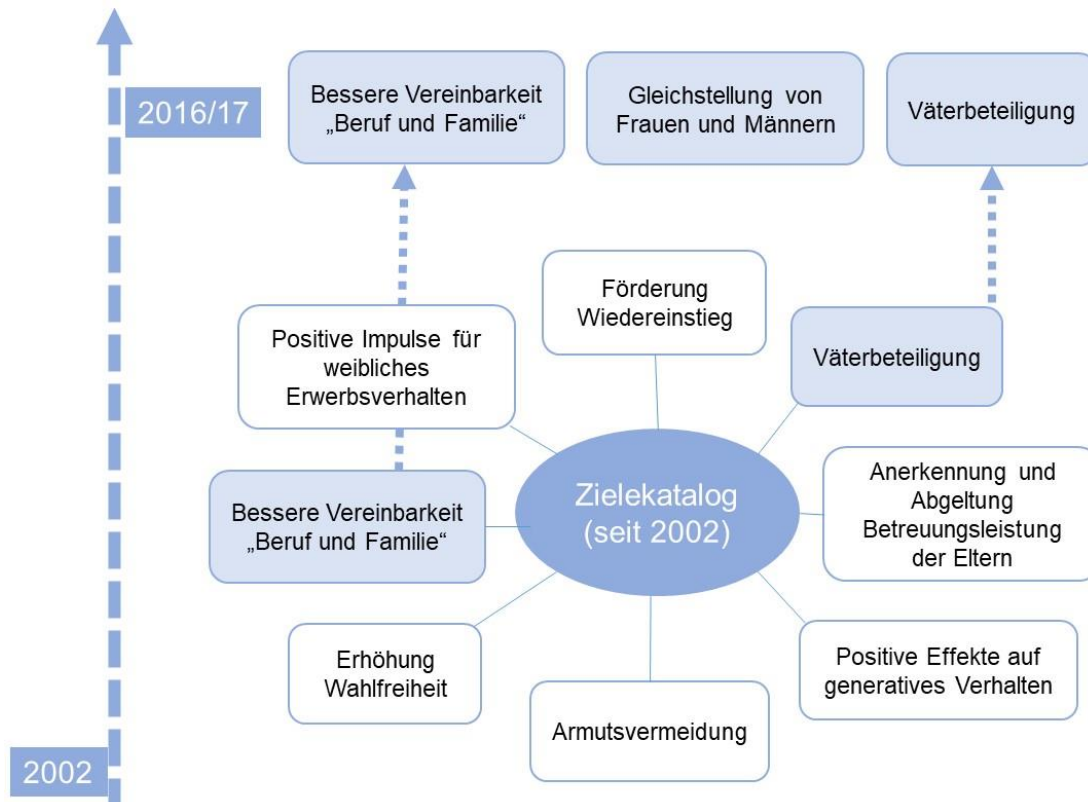 2016/17
Bessere Vereinbarkeit
„Beruf und Familie“
Gleichstellung von
Frauen und Männern
Väterbeteiligung
Förderung
Wiedereinstieg
Positive Impulse für
weibliches
Erwerbsverhalten
Väterbeteiligung
Zielekatalog
(seit 2002)
Bessere Vereinbarkeit
„Beruf und Familie“
Anerkennung und
Abgeltung
Betreuungsleistung
der Eltern
Erhöhung
Wahlfreiheit
Armutsvermeidung
Positive Effekte auf
generatives Verhalten
2002